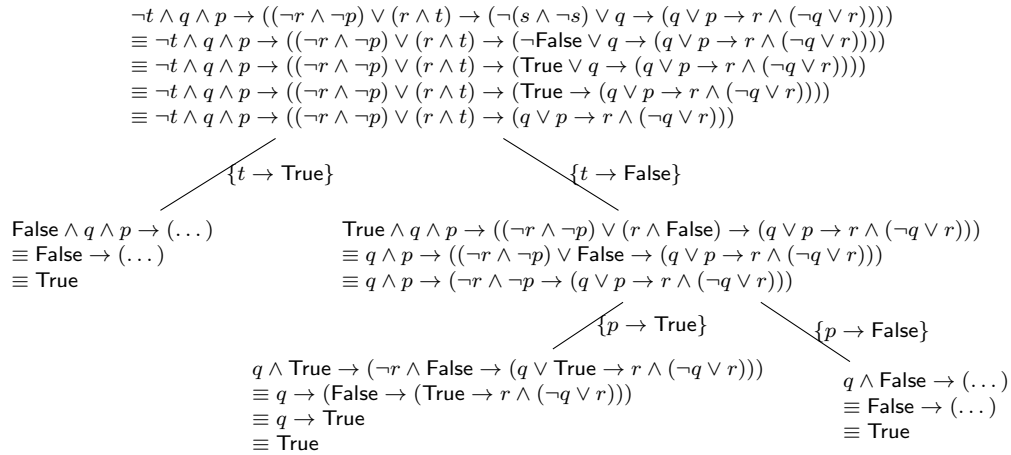 ¬t ∧ q ∧ p → ((¬r ∧ ¬p) ∨ (r ∧ t) → (¬(s ∧ ¬s) ∨ q → (q ∨ p → r ∧ (¬q ∨ r))))
≡ ¬t ∧ q ∧ p → ((¬r ∧ ¬p) ∨ (r ∧ t) → (¬False ∨ q → (q ∨ p → r ∧ (¬q ∨ r))))
≡ ¬t ∧ q ∧ p → ((¬r ∧ ¬p) ∨ (r ∧ t) → (True ∨ q → (q ∨ p → r ∧ (¬q ∨ r))))
≡ ¬t ∧ q ∧ p → ((¬r ∧ ¬p) ∨ (r ∧ t) → (True → (q ∨ p → r ∧ (¬q ∨ r))))
≡ ¬t ∧ q ∧ p → ((¬r ∧ ¬p) ∨ (r ∧ t) → (q ∨ p → r ∧ (¬q ∨ r)))
{t → True}
{t → False}
False ∧ q ∧ p → (...)
≡ False → (...)
≡ True
True ∧ q ∧ p → ((¬r ∧ ¬p) ∨ (r ∧ False) → (q ∨ p → r ∧ (¬q ∨ r)))
≡ q ∧ p → ((¬r ∧ ¬p) ∨ False → (q ∨ p → r ∧ (¬q ∨ r)))
≡ q ∧ p → (¬r ∧ ¬p → (q ∨ p → r ∧ (¬q ∨ r)))
{p → True}
{p → False}
q ∧ True → (¬r ∧ False → (q ∨ True → r ∧ (¬q ∨ r)))
≡ q → (False → (True → r ∧ (¬q ∨ r)))
≡ q → True
≡ True
q ∧ False → (...)
≡ False → (...)
≡ True